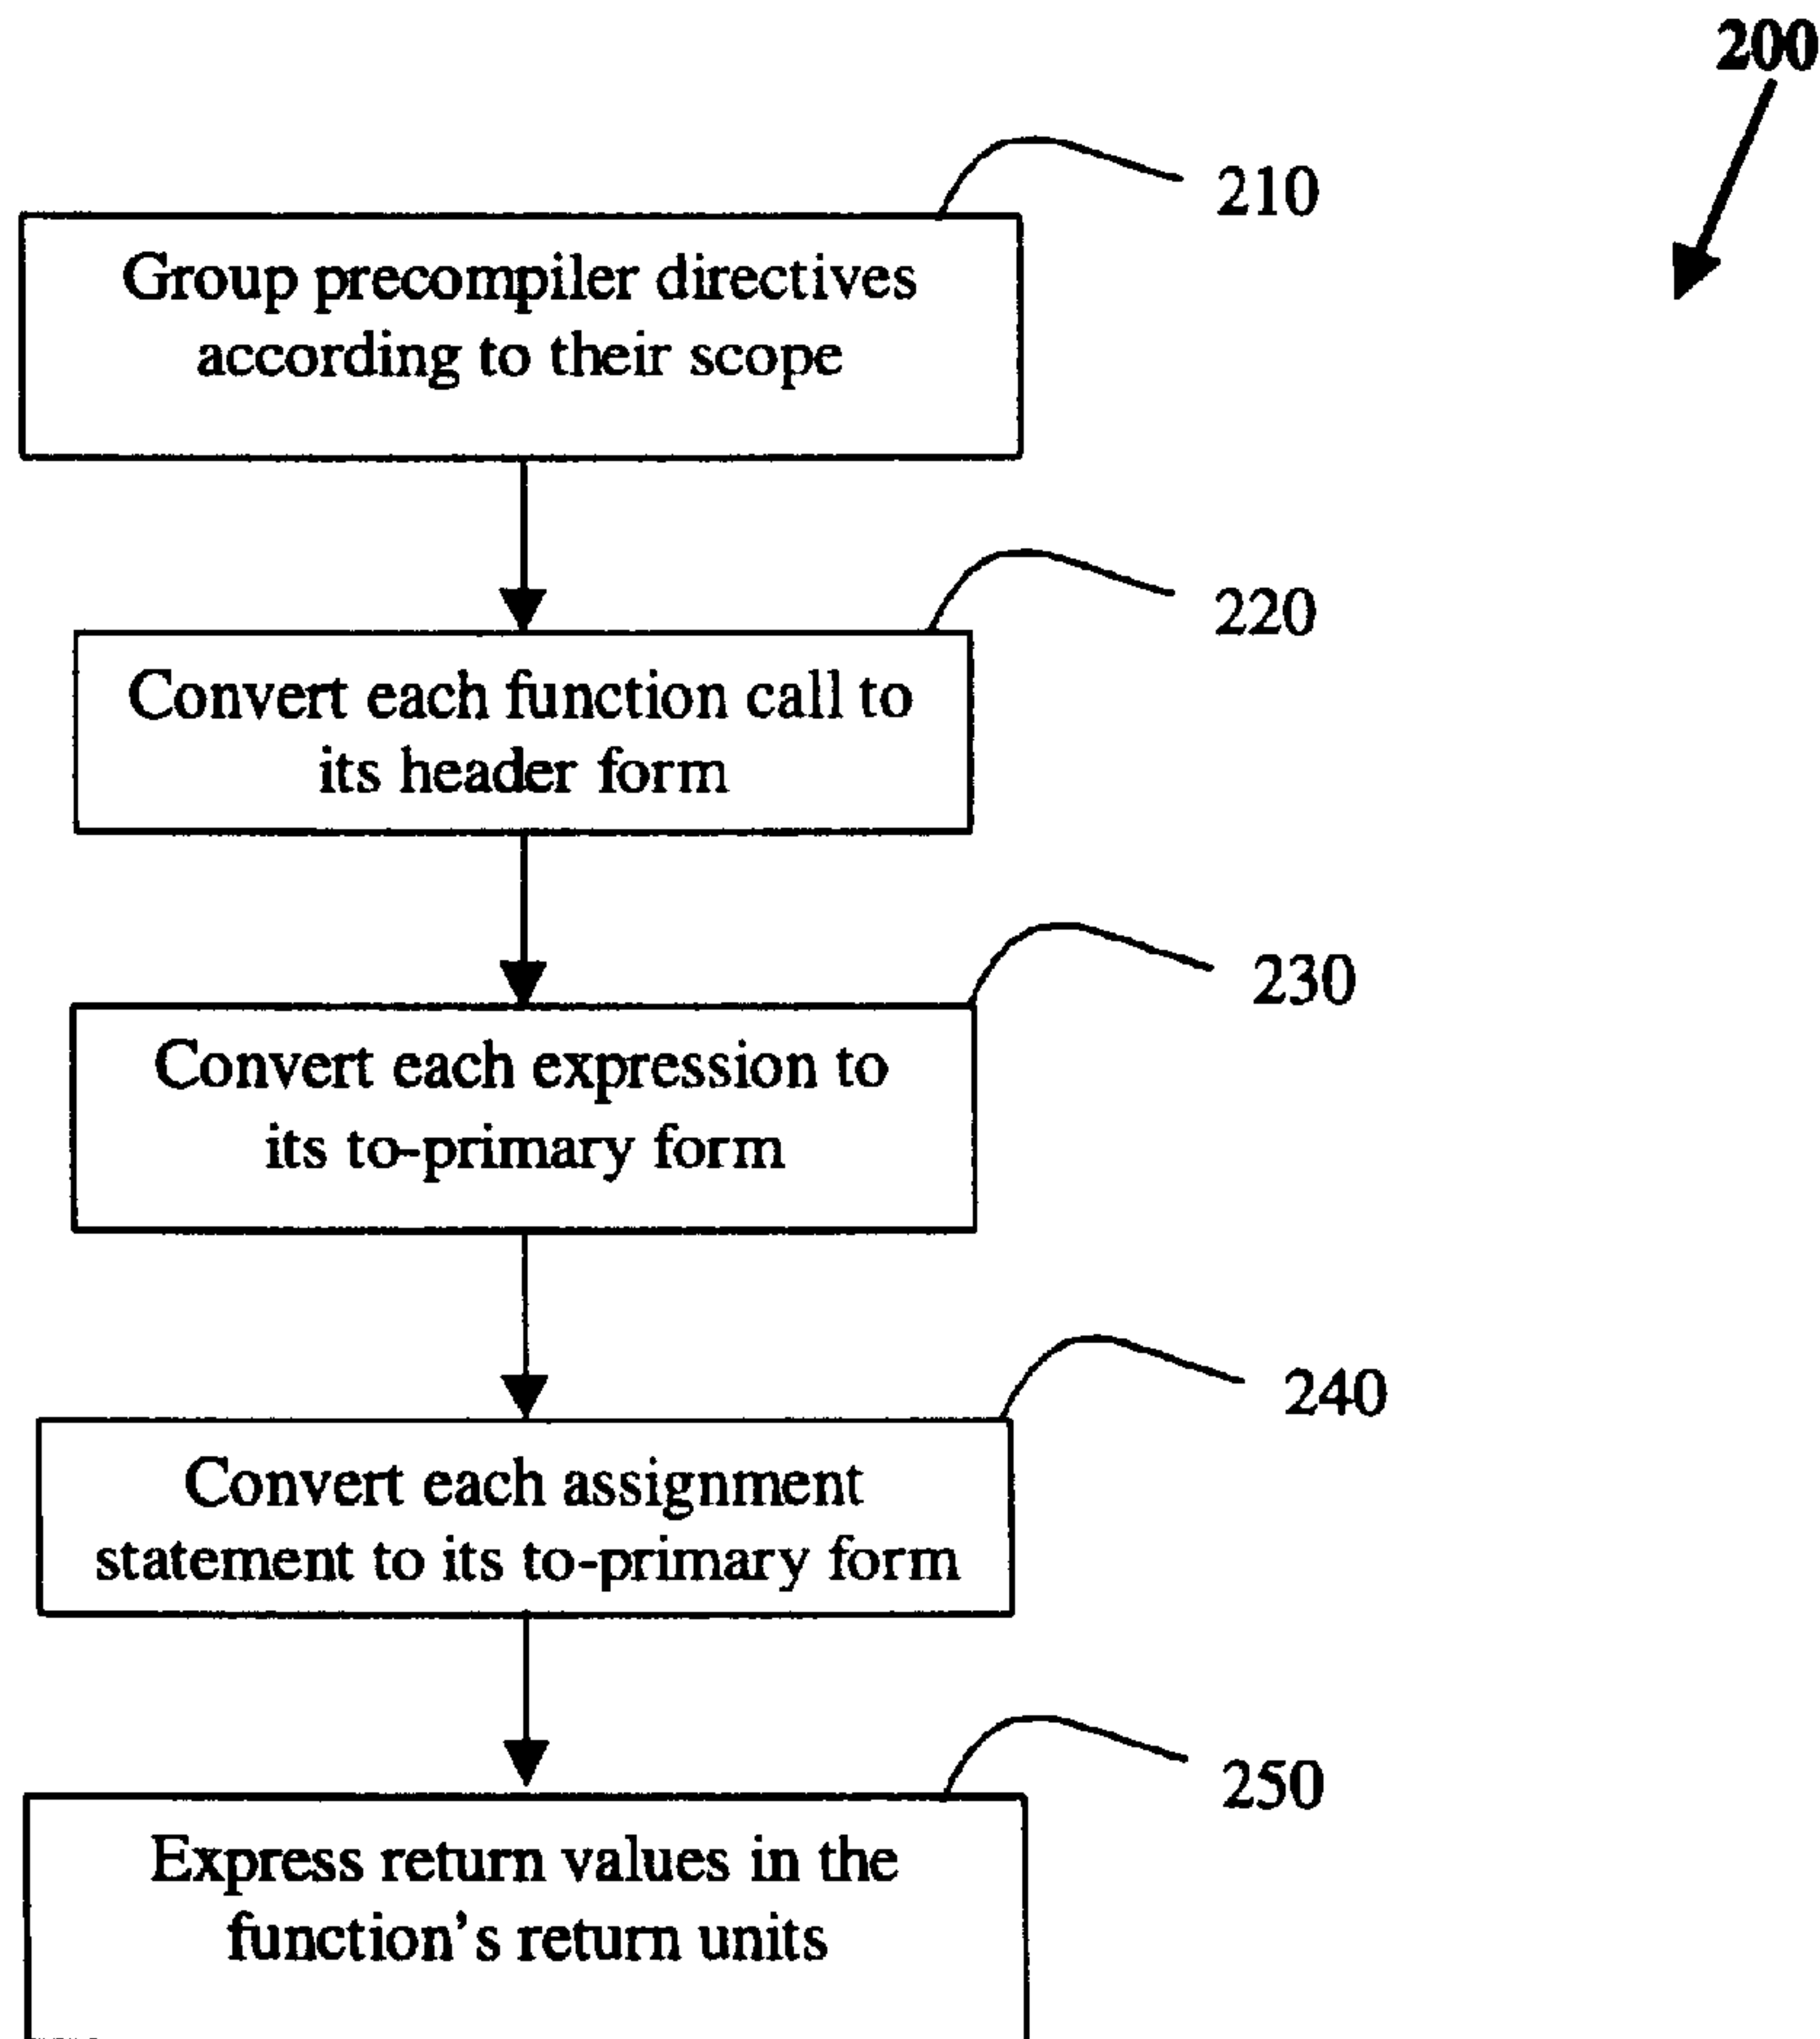 200
210
Group precompiler directives
according to their scope
220
Convert each function call to
its header form
230
Convert each expression to
its to-primary form
240
Convert each assignment
statement to its to-primary form
250
Express return values in the
function's return units